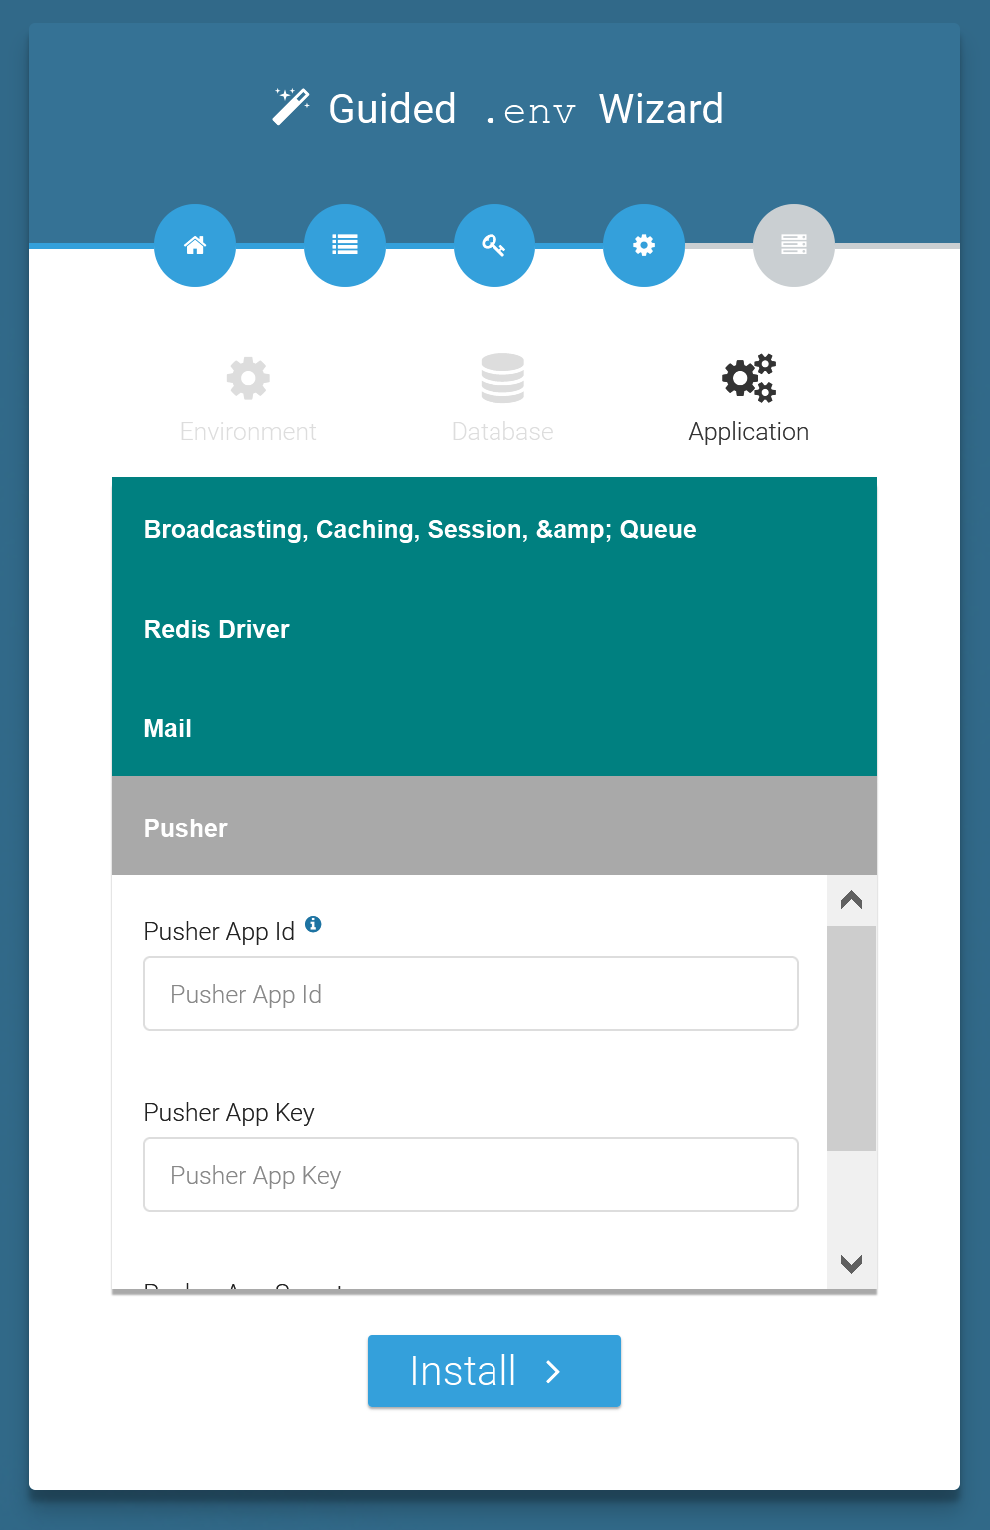 Guided .env Wizard
Environment
Database
Application
Broadcasting, Caching, Session, &amp; Queue
Redis Driver
Mail
Pusher
Pusher App Id
Pusher App Id
Pusher App Key
Pusher App Key
Install